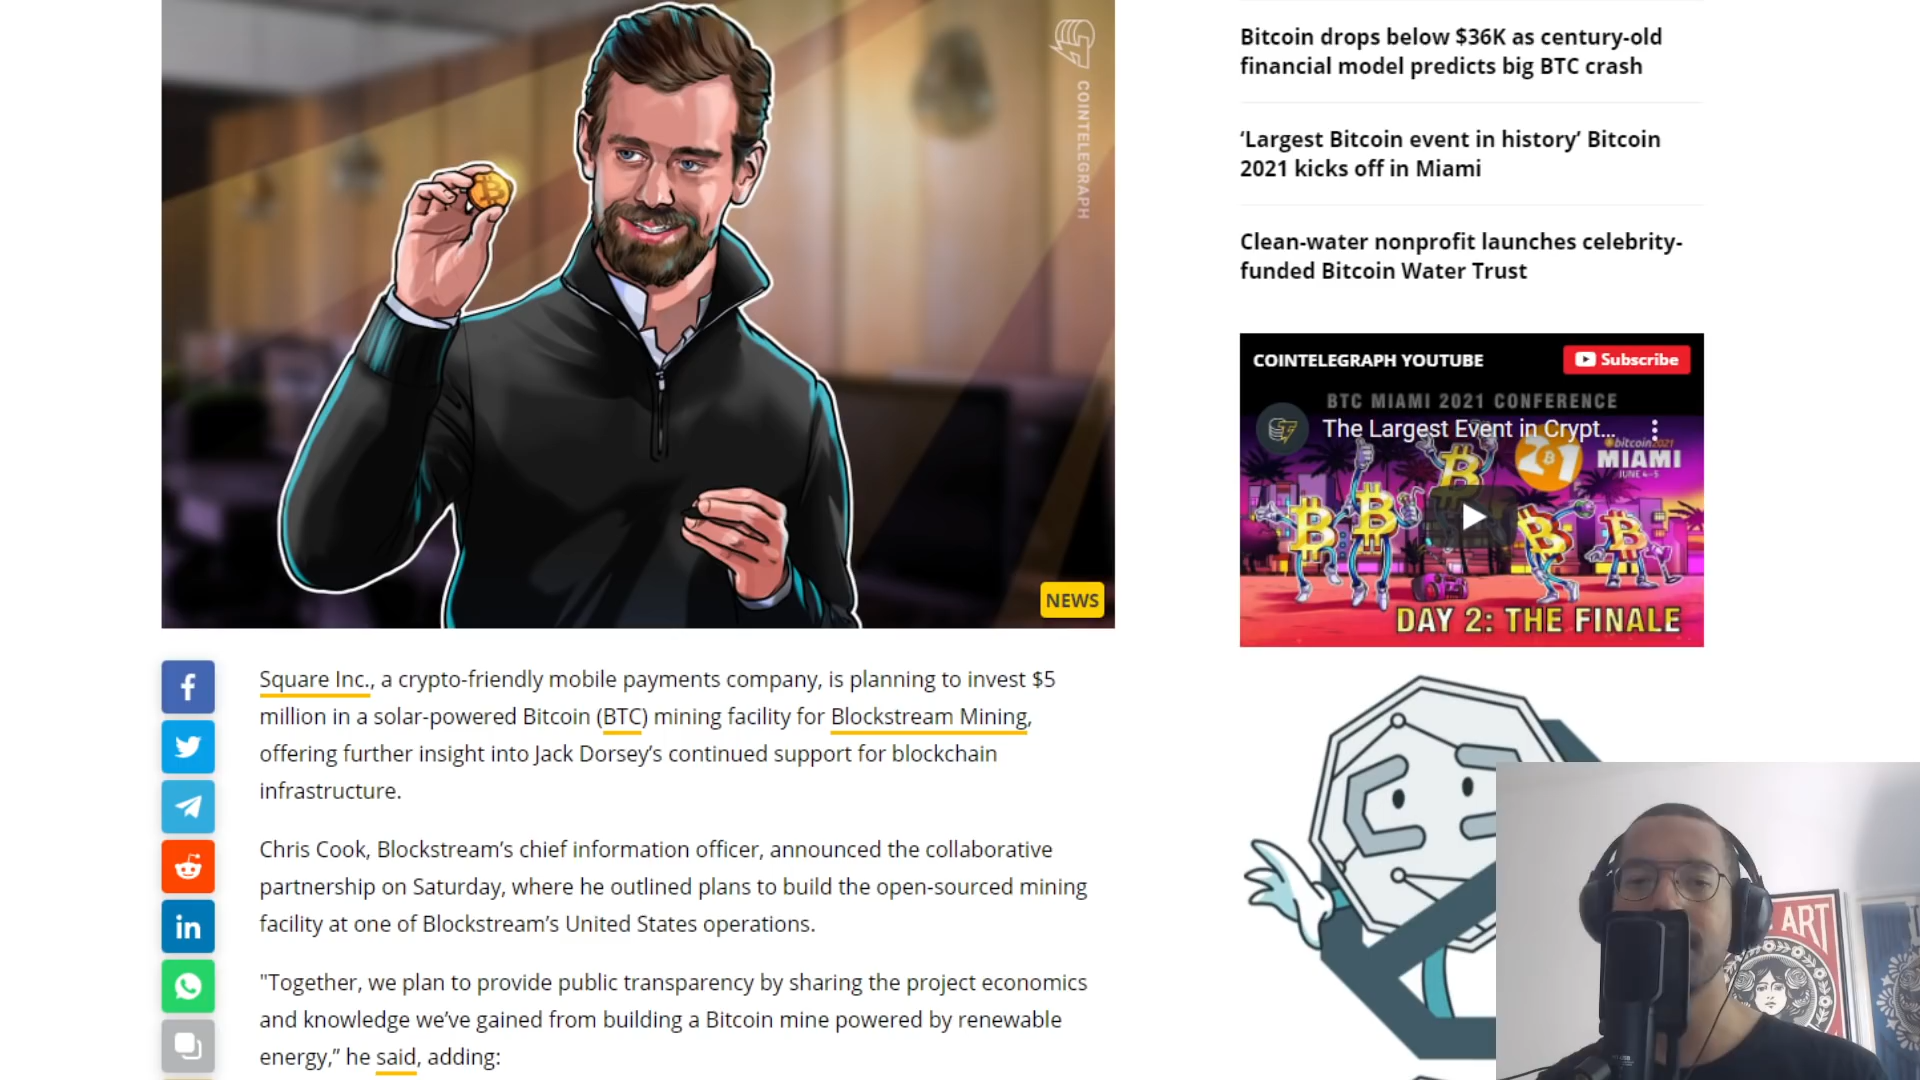 COINTELEGRAPH
NEWS
Square Inc., a crypto-friendly mobile payments company, is planning to invest $5
million in a solar-powered Bitcoin (BTC) mining facility for Blockstream Mining,
offering further insight into Jack Dorsey’s continued support for blockchain
infrastructure.
Chris Cook, Blockstream’s chief information officer, announced the collaborative
partnership on Saturday, where he outlined plans to build the open-sourced mining
facility at one of Blockstream’s United States operations.
"Together, we plan to provide public transparency by sharing the project economics
and knowledge we’ve gained from building a Bitcoin mine powered by renewable
energy,” he said, adding:
Bitcoin drops below $36K as century-old
financial model predicts big BTC crash
‘Largest Bitcoin event in history’ Bitcoin
2021 kicks off in Miami
Clean-water nonprofit launches celebrity-
funded Bitcoin Water Trust
COINTELEGRAPH YOUTUBE
Subscribe
BTC MIAMI 2021 CONFERENCE
The Largest Event in Crypt...
bitcoin2021
21
MIAMI
JUNE 4-5
DAY 2: THE FINALE
ART